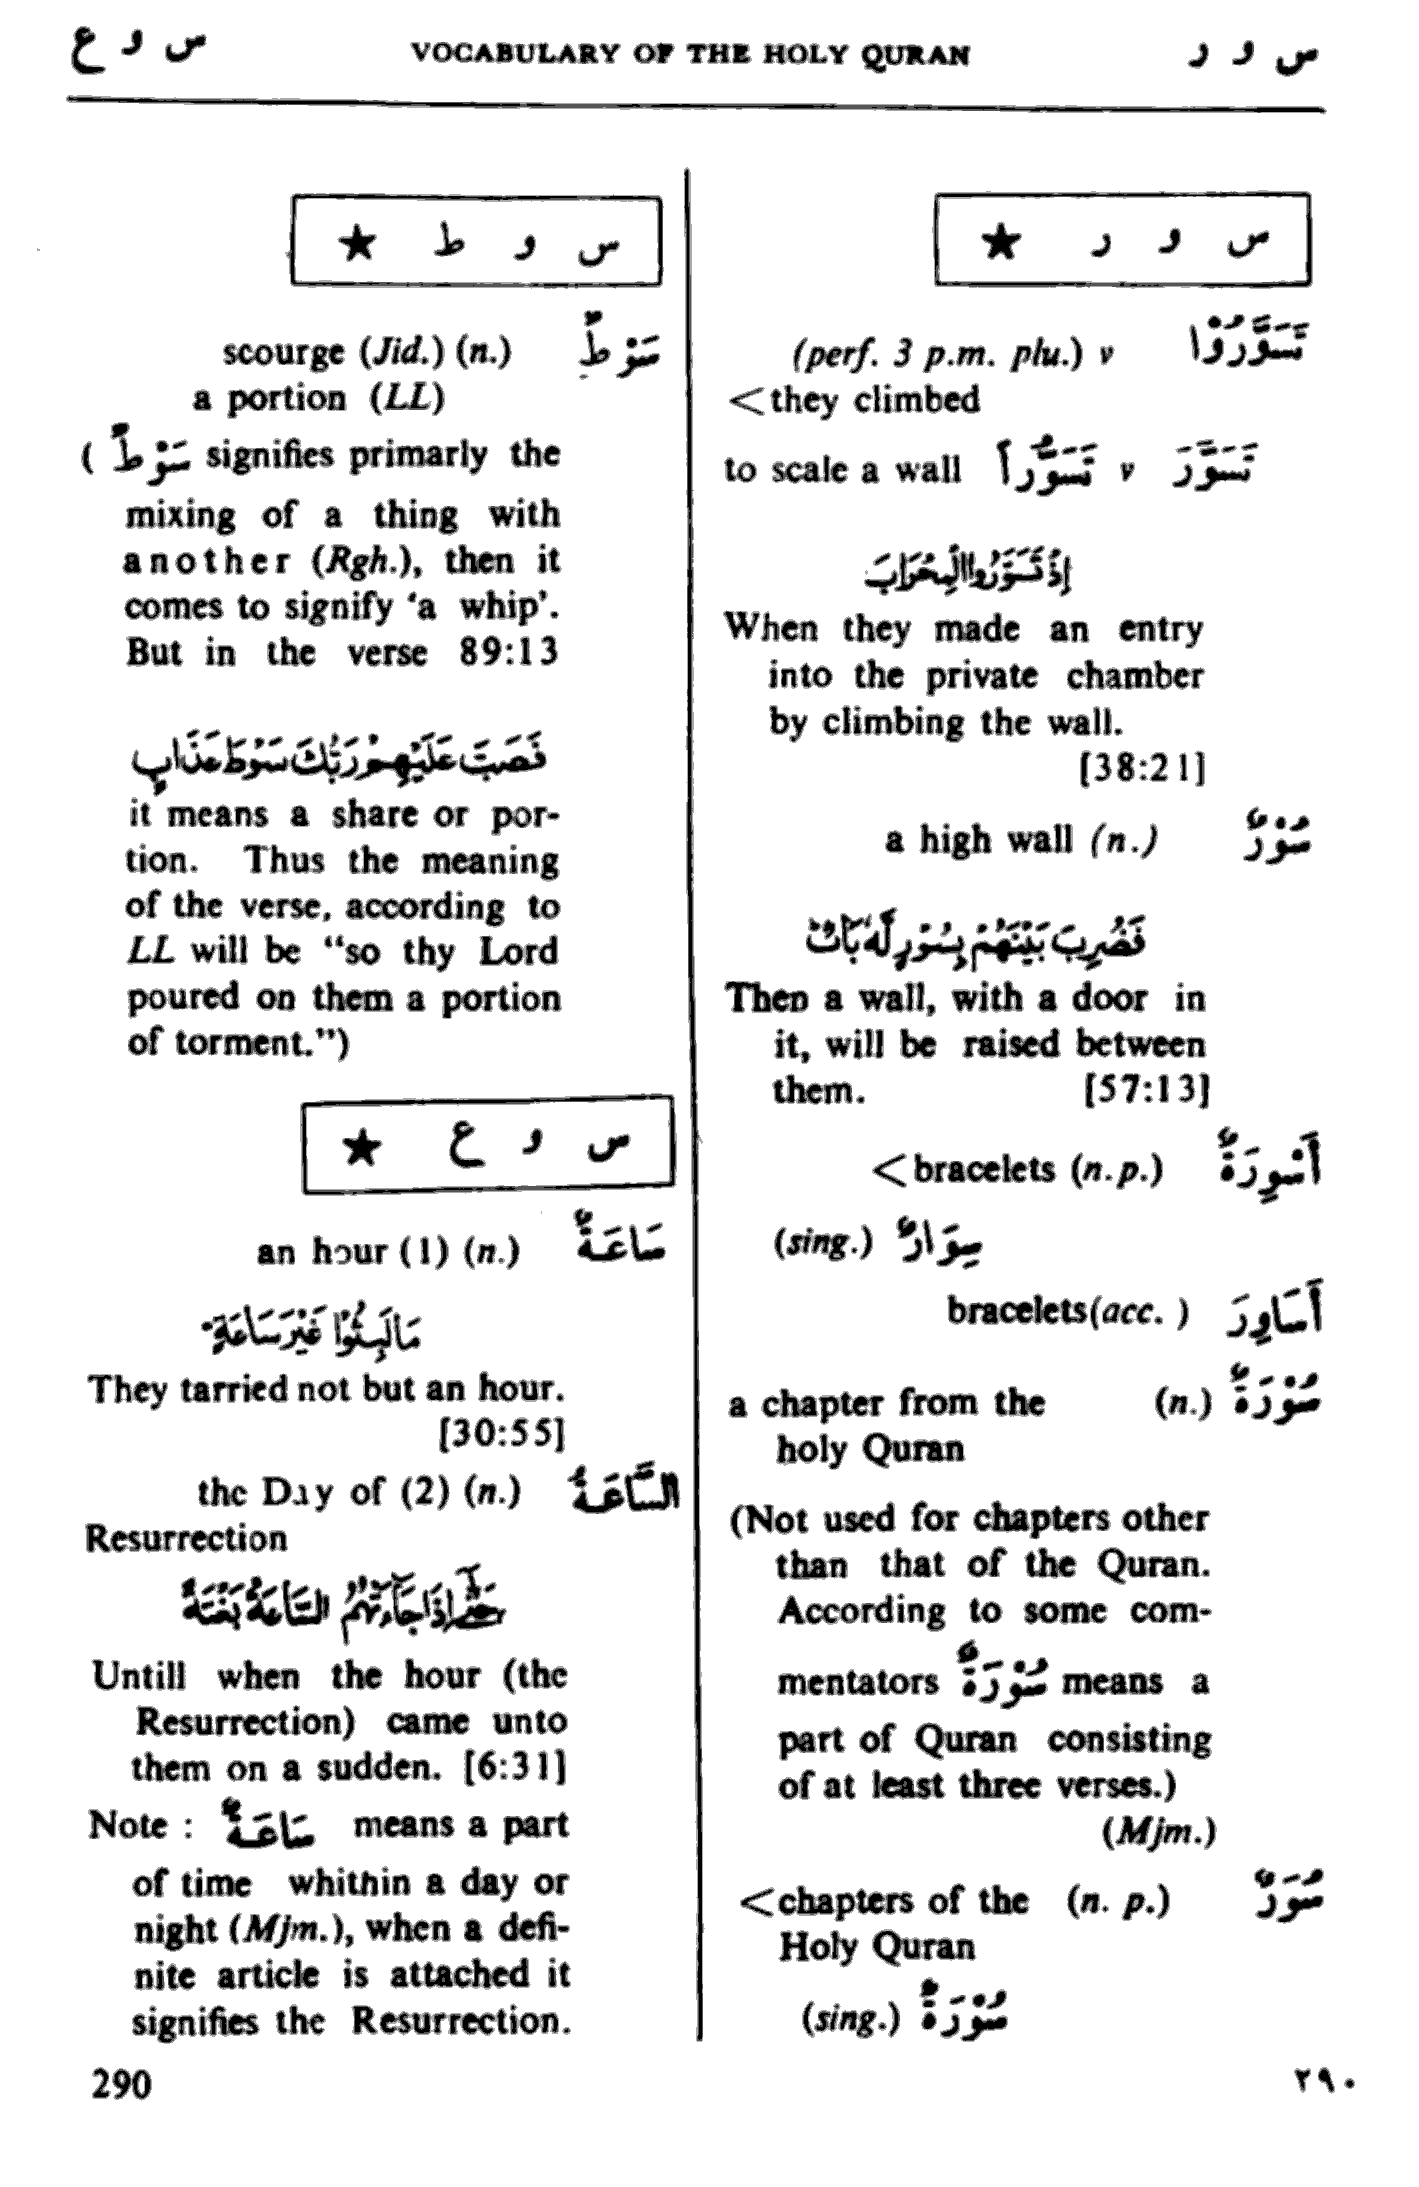 س و ع VOCABULARY OF THE HOLY QURAN س و ر
★ س و ر
(perf. 3 p.m. plu.) v تَسَوَّرُوْا
<they climbed
to scale a wall تَسَوُّراً v تَسَوَّرَ
إِذْ تَسَوَّرُوا الْمِحْرَابَ
When they made an entry
into the private chamber
by climbing the wall.
[38:21]
a high wall (n.) سُوْرٌ
فَضُرِبَ بَيْنَهُمْ بِسُوْرٍ لَّهٗ بَابٌ
Then a wall, with a door in
it, will be raised between
them. [57:13]
<bracelets (n.p.) أَسْوِرَةٌ
(sing.) سِوَارٌ
bracelets(acc. ) أَسَاوِرَ
a chapter from the (n.) سُوْرَةٌ
holy Quran
(Not used for chapters other
than that of the Quran.
According to some com-
mentators سُوْرَةٌ means a
part of Quran consisting
of at least three verses.)
(Mjm.)
<chapters of the (n. p.) سُوَرٌ
Holy Quran
(sing.) سُوْرَةٌ
★ س و ط
scourge (Jid.) (n.) سَوْطٌ
a portion (LL)
( سَوْطٌ signifies primarly the
mixing of a thing with
another (Rgh.), then it
comes to signify ‘a whip’.
But in the verse 89:13
فَصَبَّ عَلَيْهِمْ رَبُّكَ سَوْطَ عَذَابٍ
it means a share or por-
tion. Thus the meaning
of the verse, according to
LL will be “so thy Lord
poured on them a portion
of torment.”)
★ س و ع
an hour (1) (n.) سَاعَةٌ
مَا لَبِثُوْا غَيْرَ سَاعَةٍ
They tarried not but an hour.
[30:55]
the Day of (2) (n.) السَّاعَةُ
Resurrection
حَتّٰى إِذَا جَآءَتْهُمُ السَّاعَةُ بَغْتَةً
Untill when the hour (the
Resurrection) came unto
them on a sudden. [6:31]
Note : سَاعَةٌ means a part
of time whithin a day or
night (Mjm.), when a defi-
nite article is attached it
signifies the Resurrection.
290 ٢٩٠